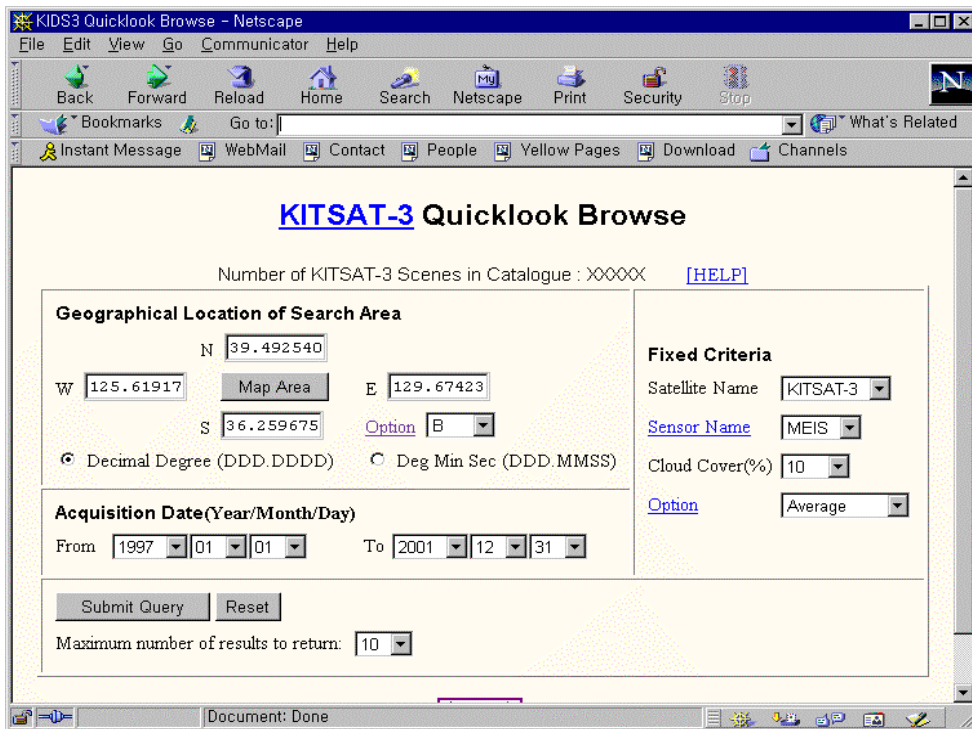 KIDS3 Quicklook Browse - Netscape
File Edit View Go Communicator Help
Back Forward Reload Home Search Netscape Print Security Stop
My
N
Bookmarks Go to: What's Related
Instant Message WebMail Contact People Yellow Pages Download Channels
KITSAT-3 Quicklook Browse
Number of KITSAT-3 Scenes in Catalogue : XXXXX [HELP]
Geographical Location of Search Area
N 39.492540
W 125.61917 Map Area E 129.67423
S 36.259675 Option B
Decimal Degree (DDD.DDDD) Deg Min Sec (DDD.MMSS)
Acquisition Date(Year/Month/Day)
From 1997 01 01 To 2001 12 31
Fixed Criteria
Satellite Name KITSAT-3
Sensor Name MEIS
Cloud Cover(%) 10
Option Average
Submit Query Reset
Maximum number of results to return: 10
Document: Done